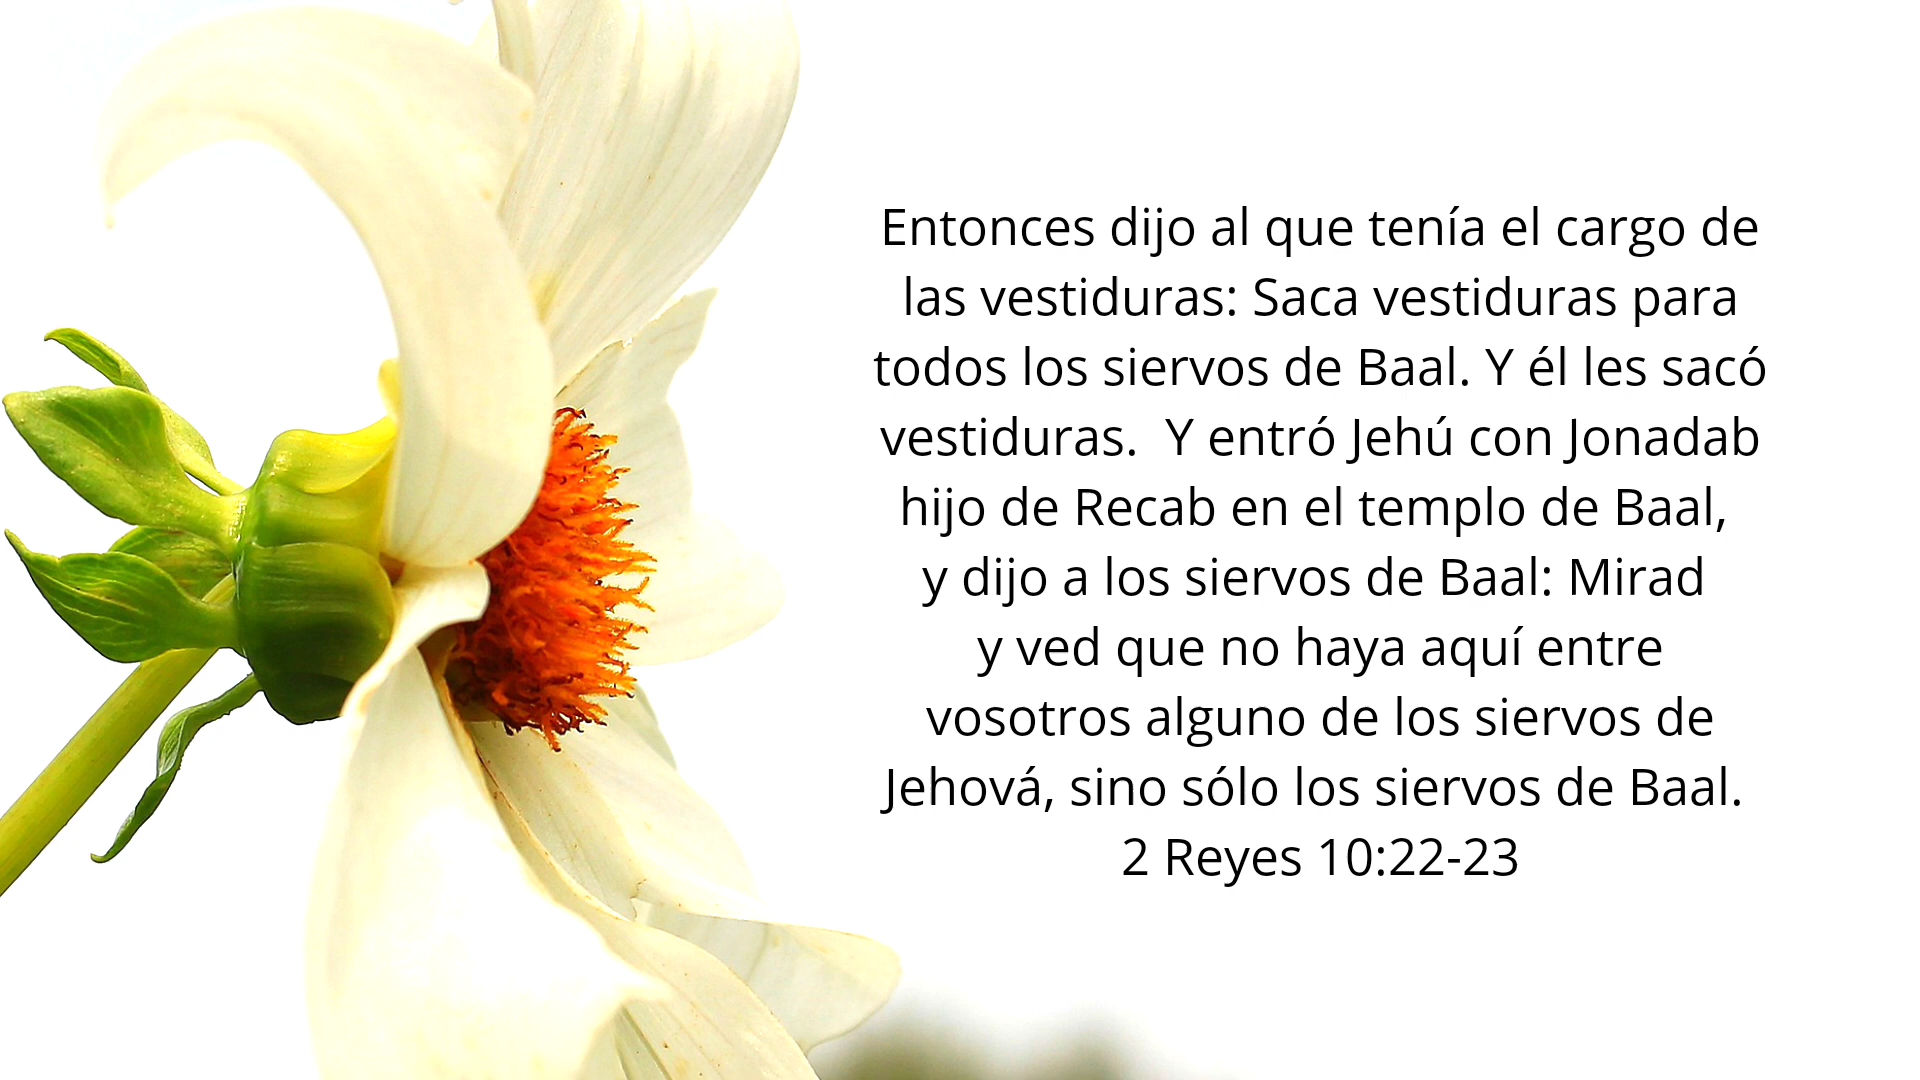 Entonces dijo al que tenía el cargo de
las vestiduras: Saca vestiduras para
todos los siervos de Baal. Y él les sacó
vestiduras.  Y entró Jehú con Jonadab
hijo de Recab en el templo de Baal,
y dijo a los siervos de Baal: Mirad
y ved que no haya aquí entre
vosotros alguno de los siervos de
Jehová, sino sólo los siervos de Baal.
2 Reyes 10:22-23